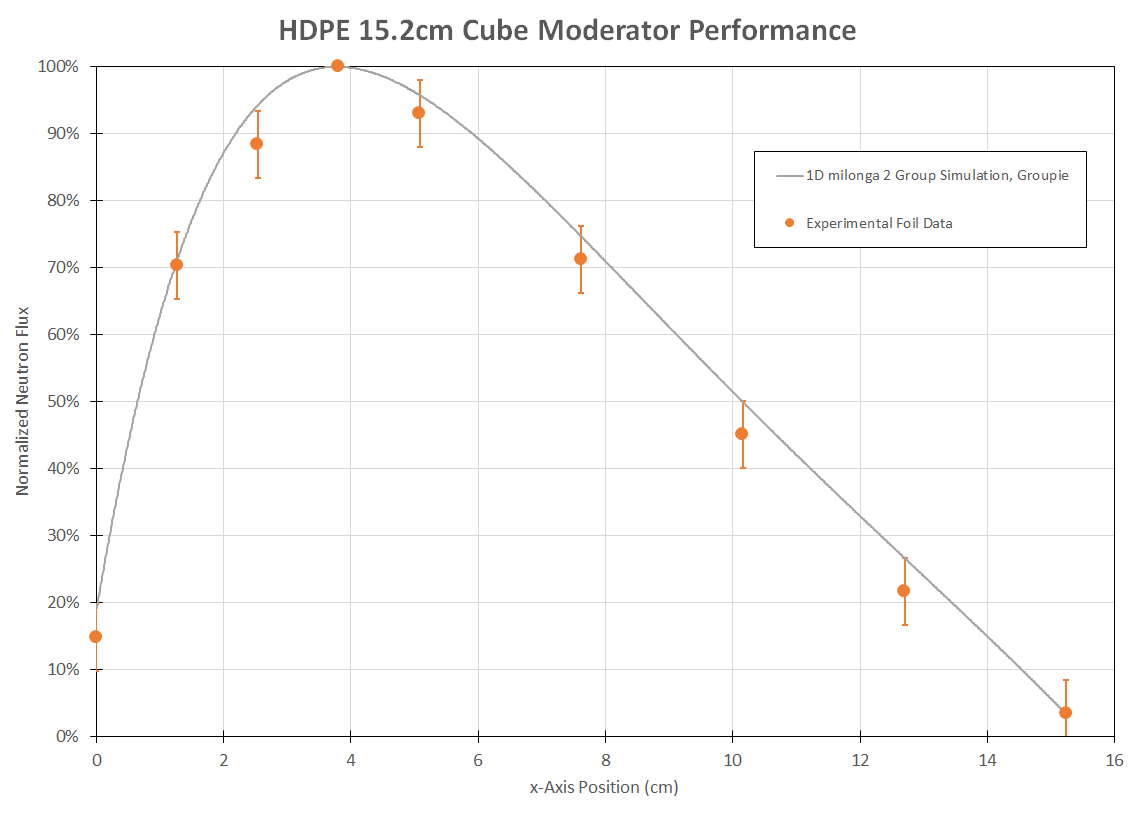 HDPE 15.2cm Cube Moderator Performance
100%
90%
80%
70%
60%
50%
40%
30%
20%
10%
0%
Normalized Neutron Flux
1D milonga 2 Group Simulation, Groupie
Experimental Foil Data
0 2 4 6 8 10 12 14 16
x-Axis Position (cm)